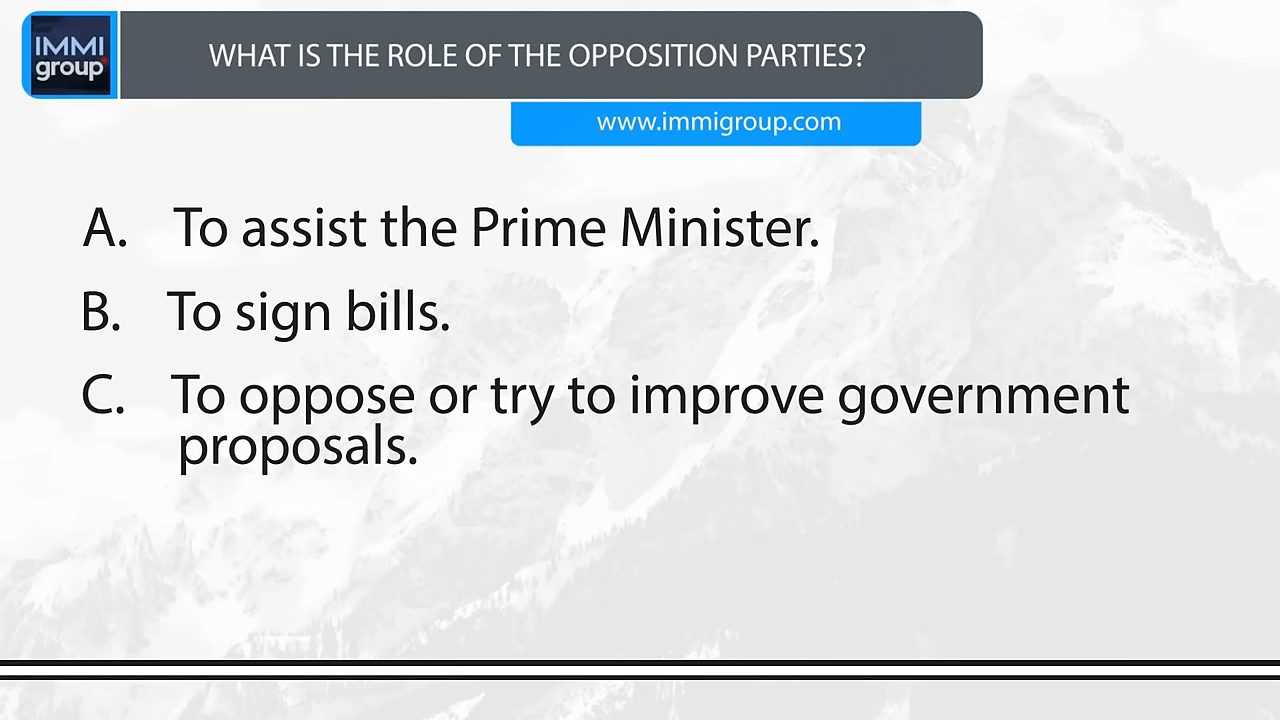 IMMI
group
WHAT IS THE ROLE OF THE OPPOSITION PARTIES?
www.immigroup.com
A. To assist the Prime Minister.
B. To sign bills.
C. To oppose or try to improve government
proposals.